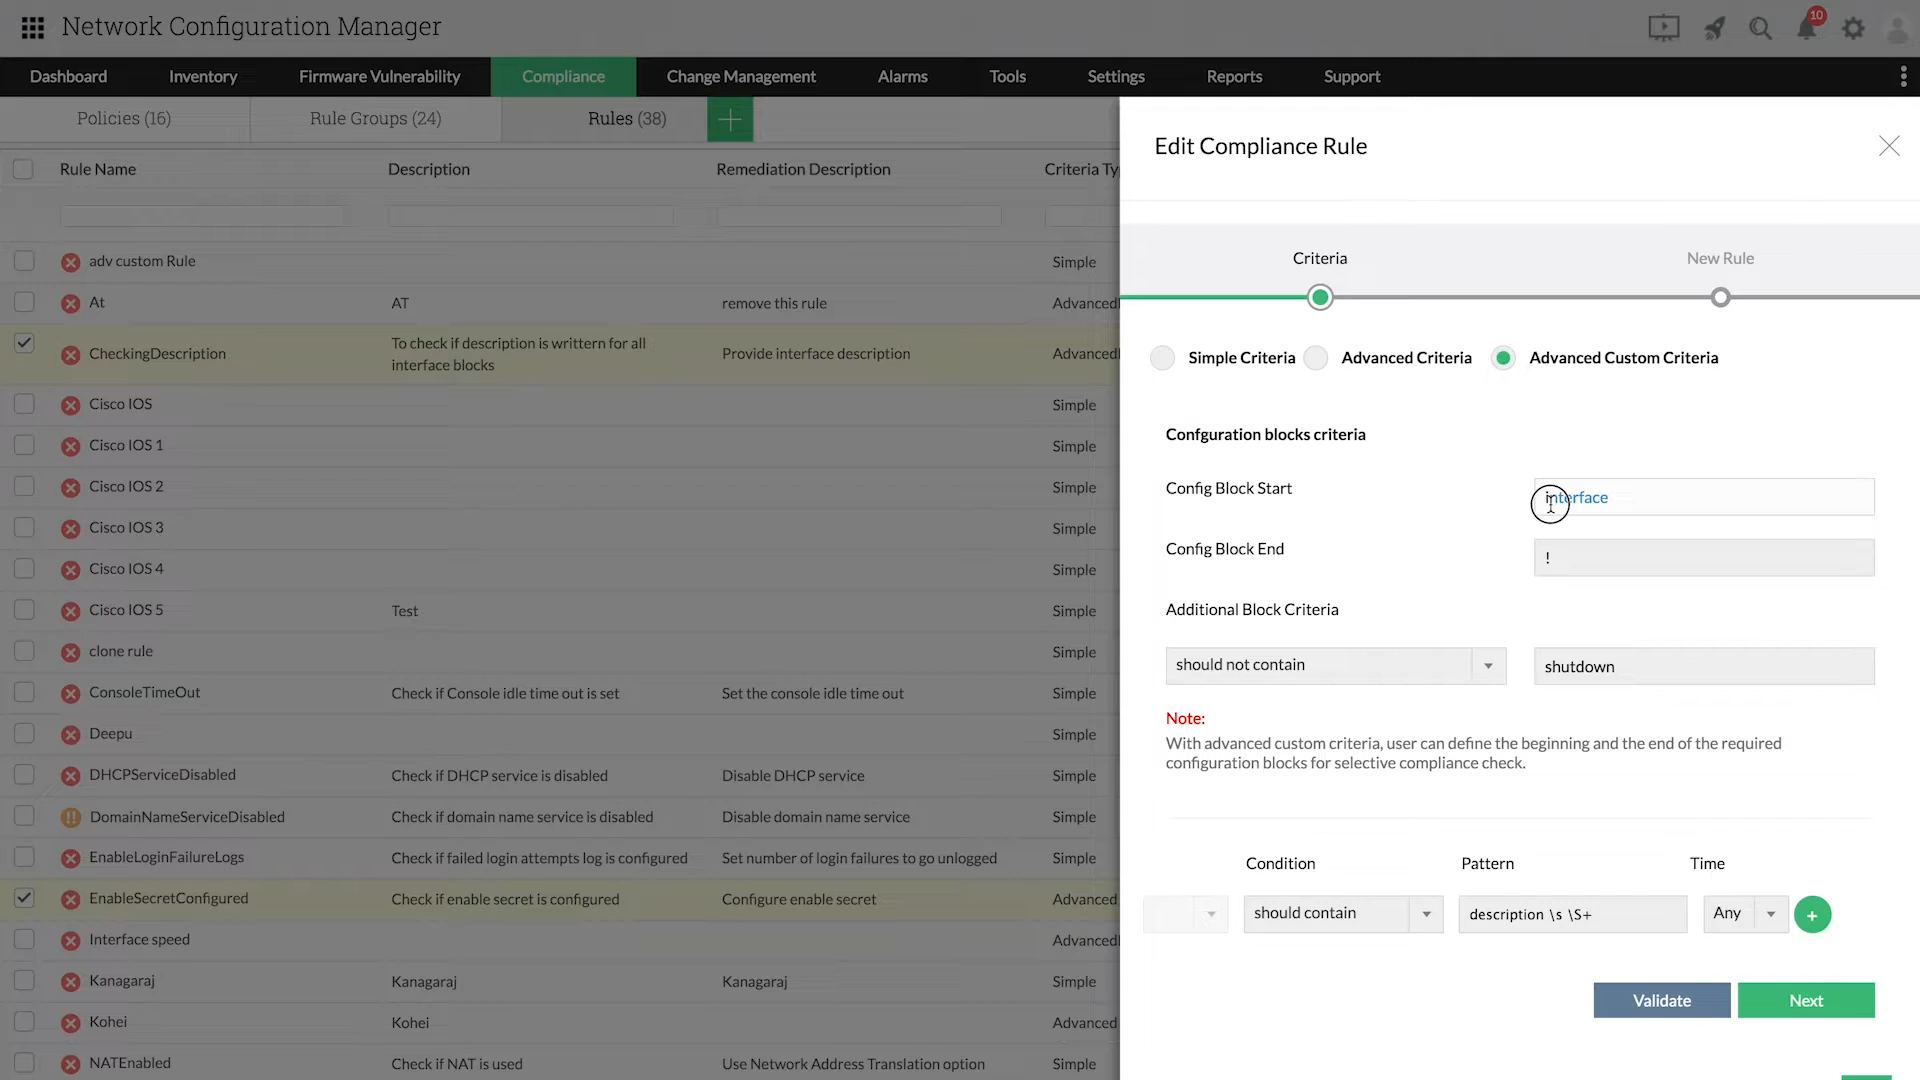 Network Configuration Manager
10
Dashboard Inventory Firmware Vulnerability Compliance Change Management Alarms Tools Settings Reports Support
Policies (16) Rule Groups (24) Rules (38)
Rule Name Description Remediation Description Criteria Ty
adv custom Rule Simple
At AT remove this rule Advanced
CheckingDescription To check if description is writtern for all
interface blocks Provide interface description Advanced
Cisco IOS Simple
Cisco IOS 1 Simple
Cisco IOS 2 Simple
Cisco IOS 3 Simple
Cisco IOS 4 Simple
Cisco IOS 5 Test Simple
clone rule Simple
ConsoleTimeOut Check if Console idle time out is set Set the console idle time out Simple
Deepu Simple
DHCPServiceDisabled Check if DHCP service is disabled Disable DHCP service Simple
DomainNameServiceDisabled Check if domain name service is disabled Disable domain name service Simple
EnableLoginFailureLogs Check if failed login attempts log is configured Set number of login failures to go unlogged Simple
EnableSecretConfigured Check if enable secret is configured Configure enable secret Advanced
Interface speed Advanced
Kanagaraj Kanagaraj Kanagaraj Simple
Kohei Kohei Advanced
NATEnabled Check if NAT is used Use Network Address Translation option Simple
Edit Compliance Rule
Criteria New Rule
Simple Criteria Advanced Criteria Advanced Custom Criteria
Confguration blocks criteria
Config Block Start interface
Config Block End !
Additional Block Criteria
should not contain shutdown
Note:
With advanced custom criteria, user can define the beginning and the end of the required
configuration blocks for selective compliance check.
Condition Pattern Time
should contain description \s \S+ Any +
Validate Next